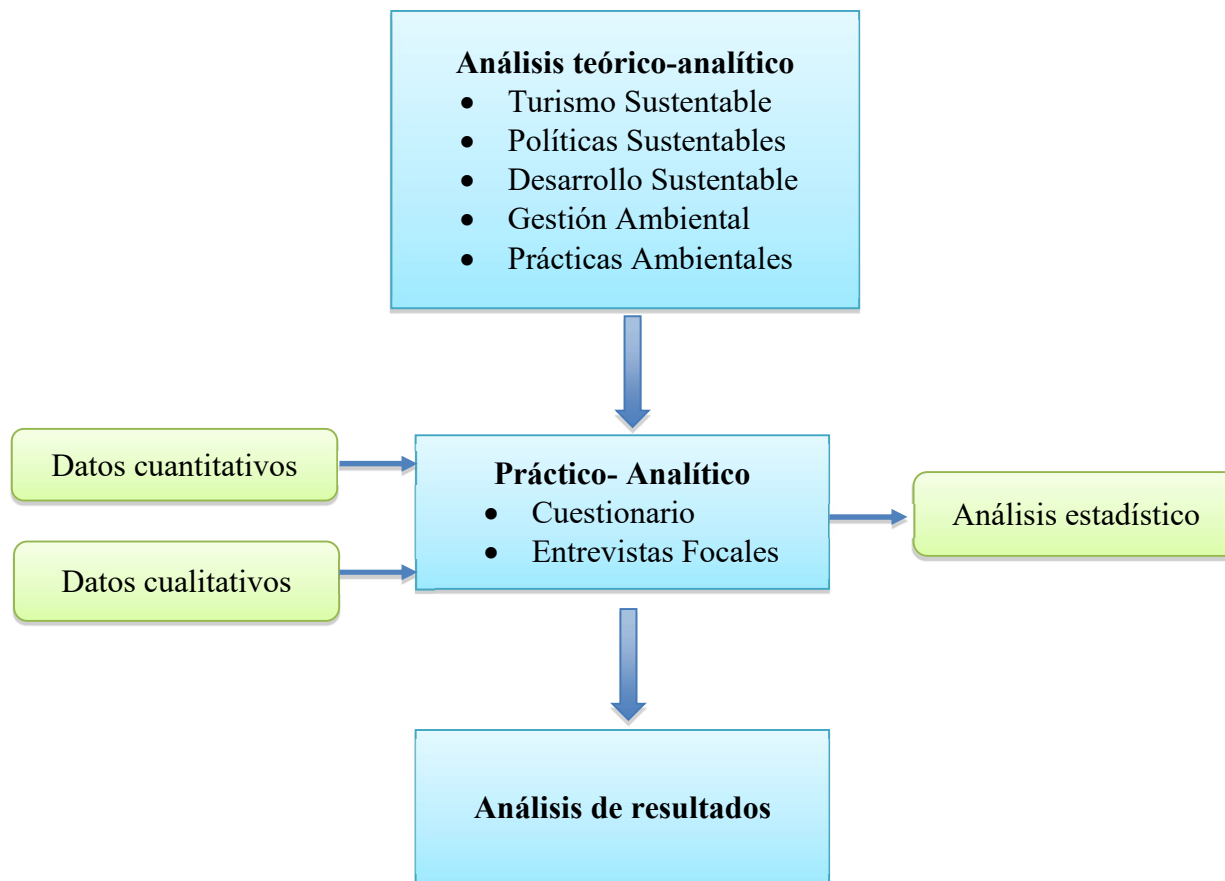 Análisis teórico-analítico
• Turismo Sustentable
• Políticas Sustentables
• Desarrollo Sustentable
• Gestión Ambiental
• Prácticas Ambientales
Datos cuantitativos
Datos cualitativos
Práctico- Analítico
• Cuestionario
• Entrevistas Focales
Análisis estadístico
Análisis de resultados